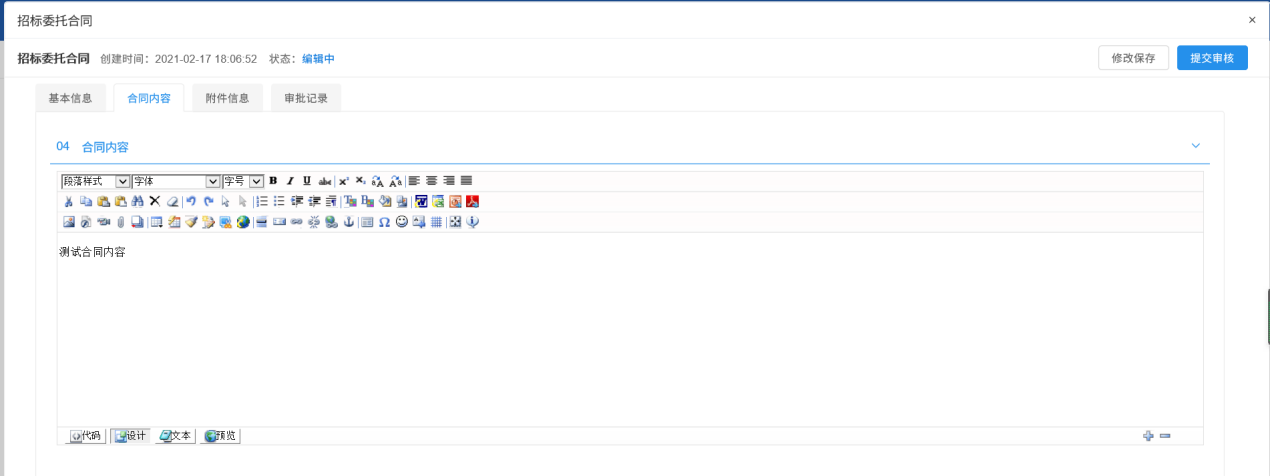 招标委托合同 ×
招标委托合同 创建时间：2021-02-17 18:06:52 状态：编辑中 修改保存 提交审核
基本信息 合同内容 附件信息 审批记录
04 合同内容
段落样式 字体 字号 B I U abc x² x₂
测试合同内容
代码 设计 文本 预览